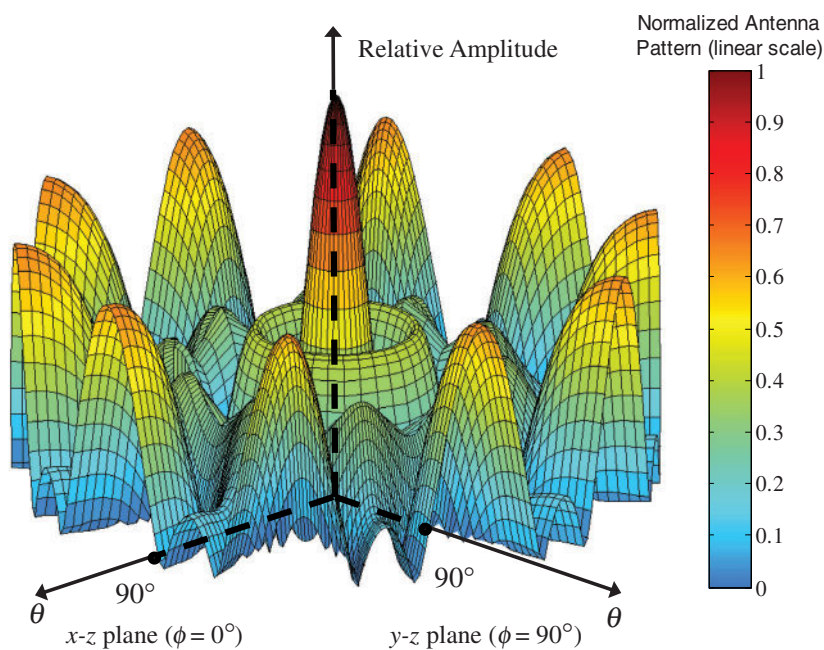 Relative Amplitude
Normalized Antenna
Pattern (linear scale)
1
0.9
0.8
0.7
0.6
0.5
0.4
0.3
0.2
0.1
0
90°
θ
x-z plane (ϕ = 0°)
90°
θ
y-z plane (ϕ = 90°)